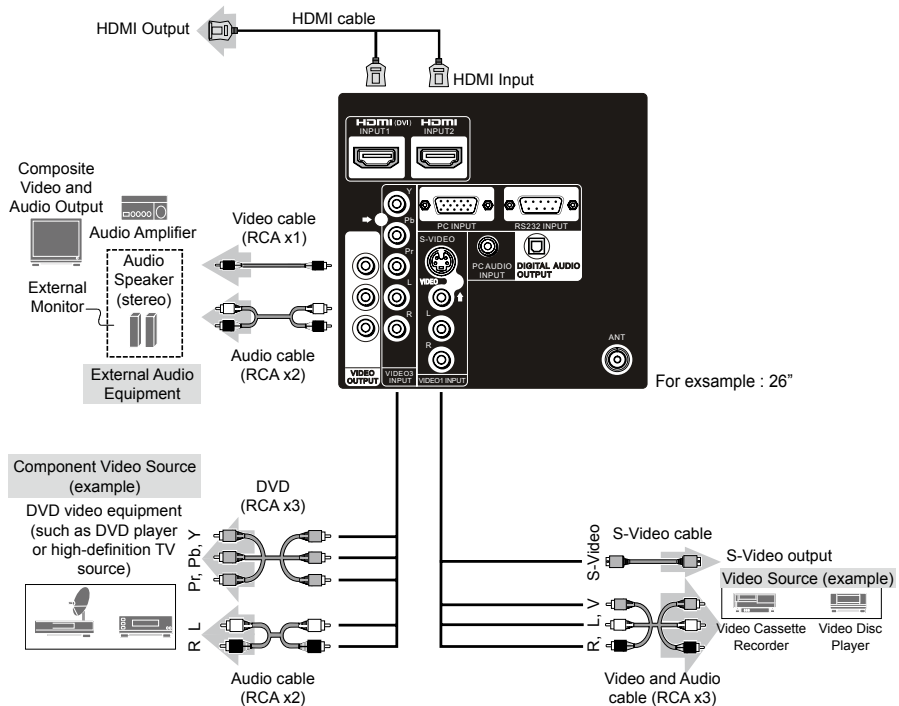 HDMI Output
HDMI cable
HDMI Input
HDMI (DVI)
INPUT1
HDMI
INPUT2
Composite
Video and
Audio Output
Audio Amplifier
Audio
Speaker
(stereo)
External
Monitor
External Audio
Equipment
Video cable
(RCA x1)
Audio cable
(RCA x2)
Y
Pb
Pr
L
R
PC INPUT
RS232 INPUT
S-VIDEO
VIDEO
L
R
PC AUDIO
INPUT
DIGITAL AUDIO
OUTPUT
ANT
VIDEO
OUTPUT
VIDEO3
INPUT
VIDEO1 INPUT
For exsample : 26”
Component Video Source
(example)
DVD video equipment
(such as DVD player
or high-definition TV
source)
DVD
(RCA x3)
Pr, Pb, Y
R L
Audio cable
(RCA x2)
S-Video
S-Video cable
S-Video output
Video Source (example)
Video Cassette
Recorder
Video Disc
Player
R, L, V
Video and Audio
cable (RCA x3)